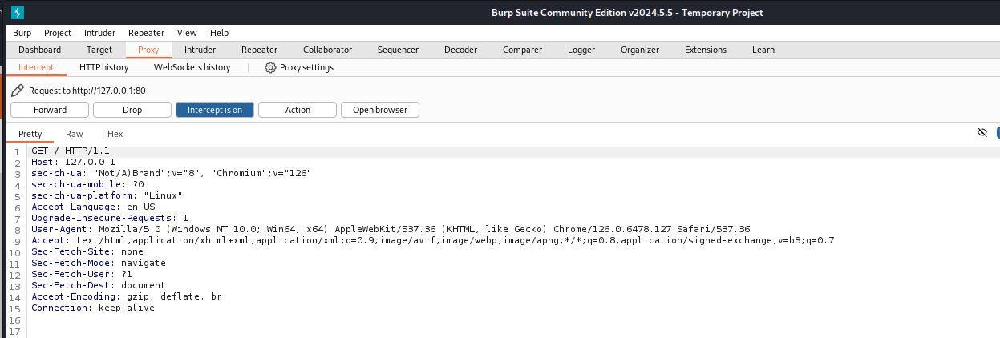 Burp Suite Community Edition v2024.5.5 - Temporary Project
Burp Project Intruder Repeater View Help
Dashboard Target Proxy Intruder Repeater Collaborator Sequencer Decoder Comparer Logger Organizer Extensions Learn
Intercept HTTP history WebSockets history Proxy settings
Request to http://127.0.0.1:80
Forward Drop Intercept is on Action Open browser
Pretty Raw Hex
1 GET / HTTP/1.1
2 Host: 127.0.0.1
3 sec-ch-ua: "Not/A)Brand";v="8", "Chromium";v="126"
4 sec-ch-ua-mobile: ?0
5 sec-ch-ua-platform: "Linux"
6 Accept-Language: en-US
7 Upgrade-Insecure-Requests: 1
8 User-Agent: Mozilla/5.0 (Windows NT 10.0; Win64; x64) AppleWebKit/537.36 (KHTML, like Gecko) Chrome/126.0.6478.127 Safari/537.36
9 Accept: text/html,application/xhtml+xml,application/xml;q=0.9,image/avif,image/webp,image/apng,*/*;q=0.8,application/signed-exchange;v=b3;q=0.7
10 Sec-Fetch-Site: none
11 Sec-Fetch-Mode: navigate
12 Sec-Fetch-User: ?1
13 Sec-Fetch-Dest: document
14 Accept-Encoding: gzip, deflate, br
15 Connection: keep-alive
16
17